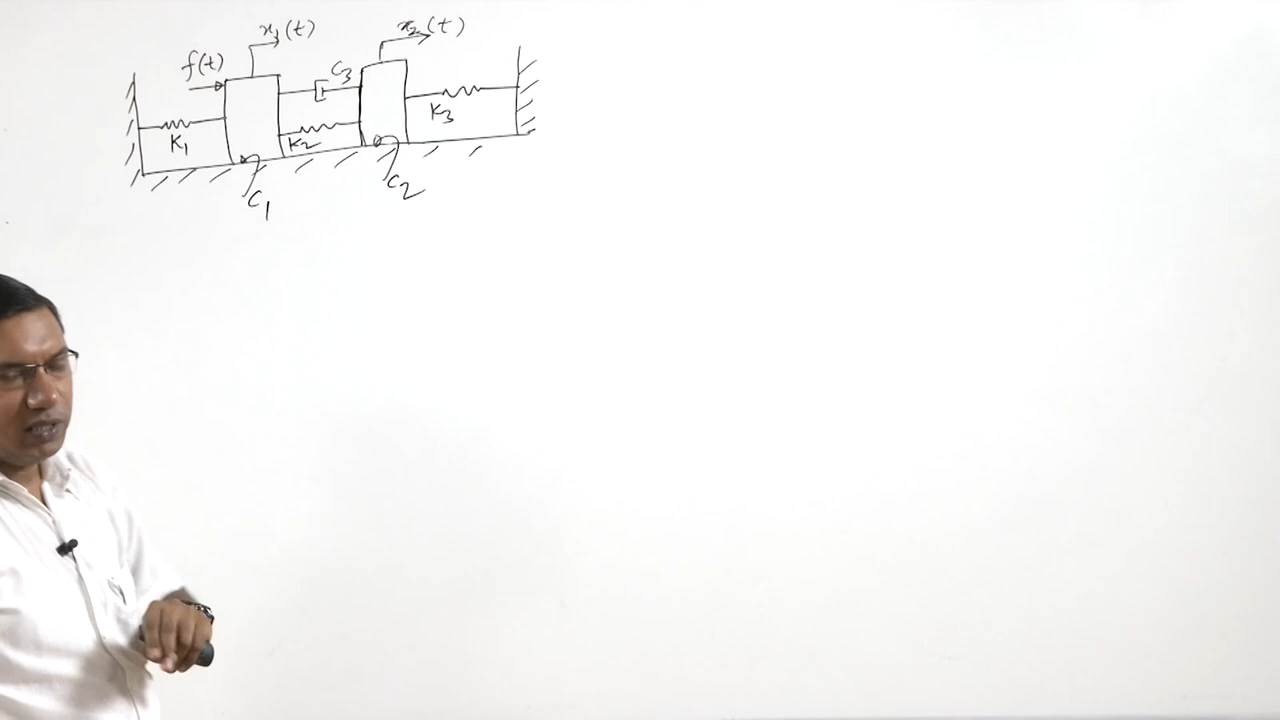 x₁(t)
x₂(t)
f(t)
C₃
K₁
K₂
K₃
C₁
C₂